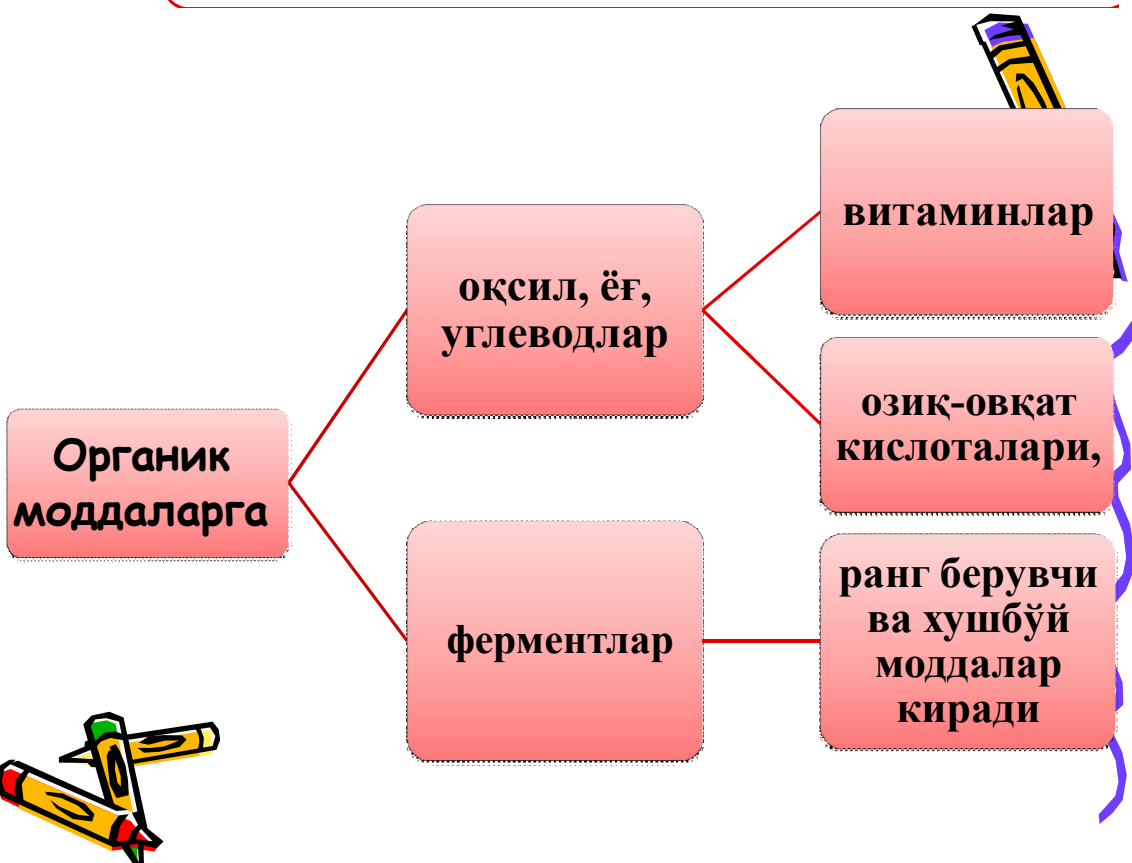 Органик
моддаларга
оқсил, ёғ,
углеводлар
витаминлар
озиқ-овқат
кислоталари,
ферментлар
ранг берувчи
ва хушбўй
моддалар
киради